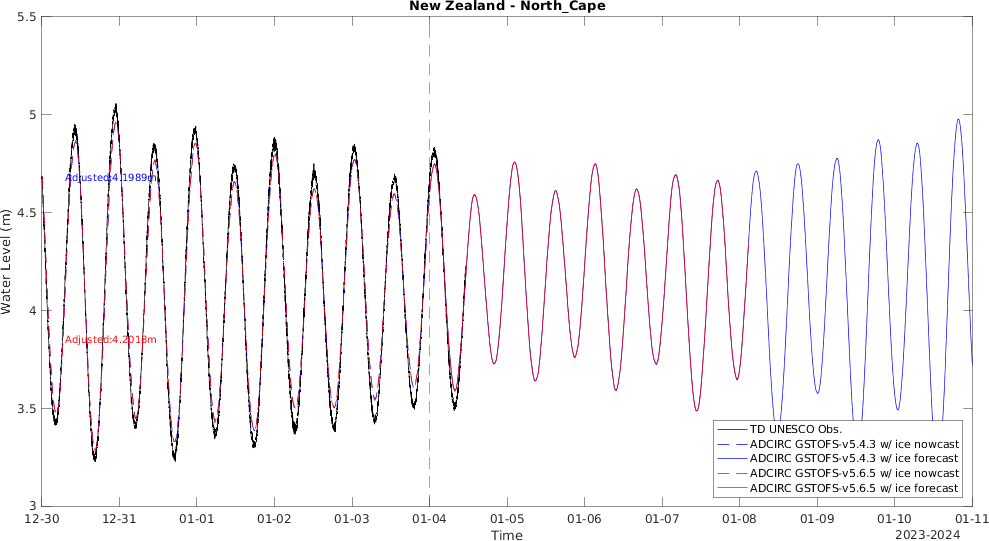 New Zealand - North_Cape
5.5
5
4.5
4
3.5
3
Water Level (m)
Adjusted:4.1989m
Adjusted:4.2018m
TD UNESCO Obs.
ADCIRC GSTOFS-v5.4.3 w/ ice nowcast
ADCIRC GSTOFS-v5.4.3 w/ ice forecast
ADCIRC GSTOFS-v5.6.5 w/ ice nowcast
ADCIRC GSTOFS-v5.6.5 w/ ice forecast
12-30 12-31 01-01 01-02 01-03 01-04 01-05 01-06 01-07 01-08 01-09 01-10 01-11
Time
2023-2024